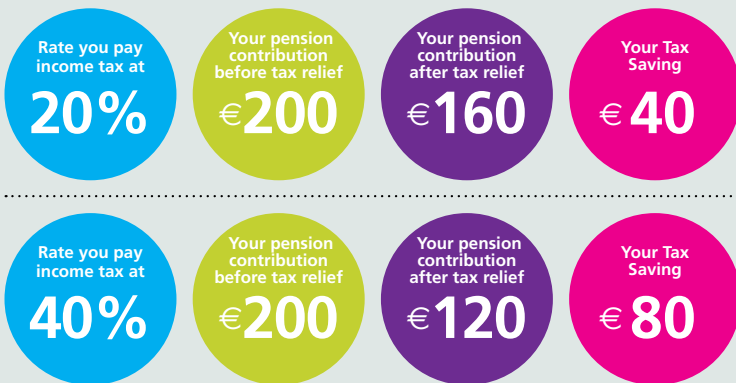 Rate you pay
income tax at
20%
Your pension
contribution
before tax relief
€200
Your pension
contribution
after tax relief
€160
Your Tax
Saving
€40
Rate you pay
income tax at
40%
Your pension
contribution
before tax relief
€200
Your pension
contribution
after tax relief
€120
Your Tax
Saving
€80